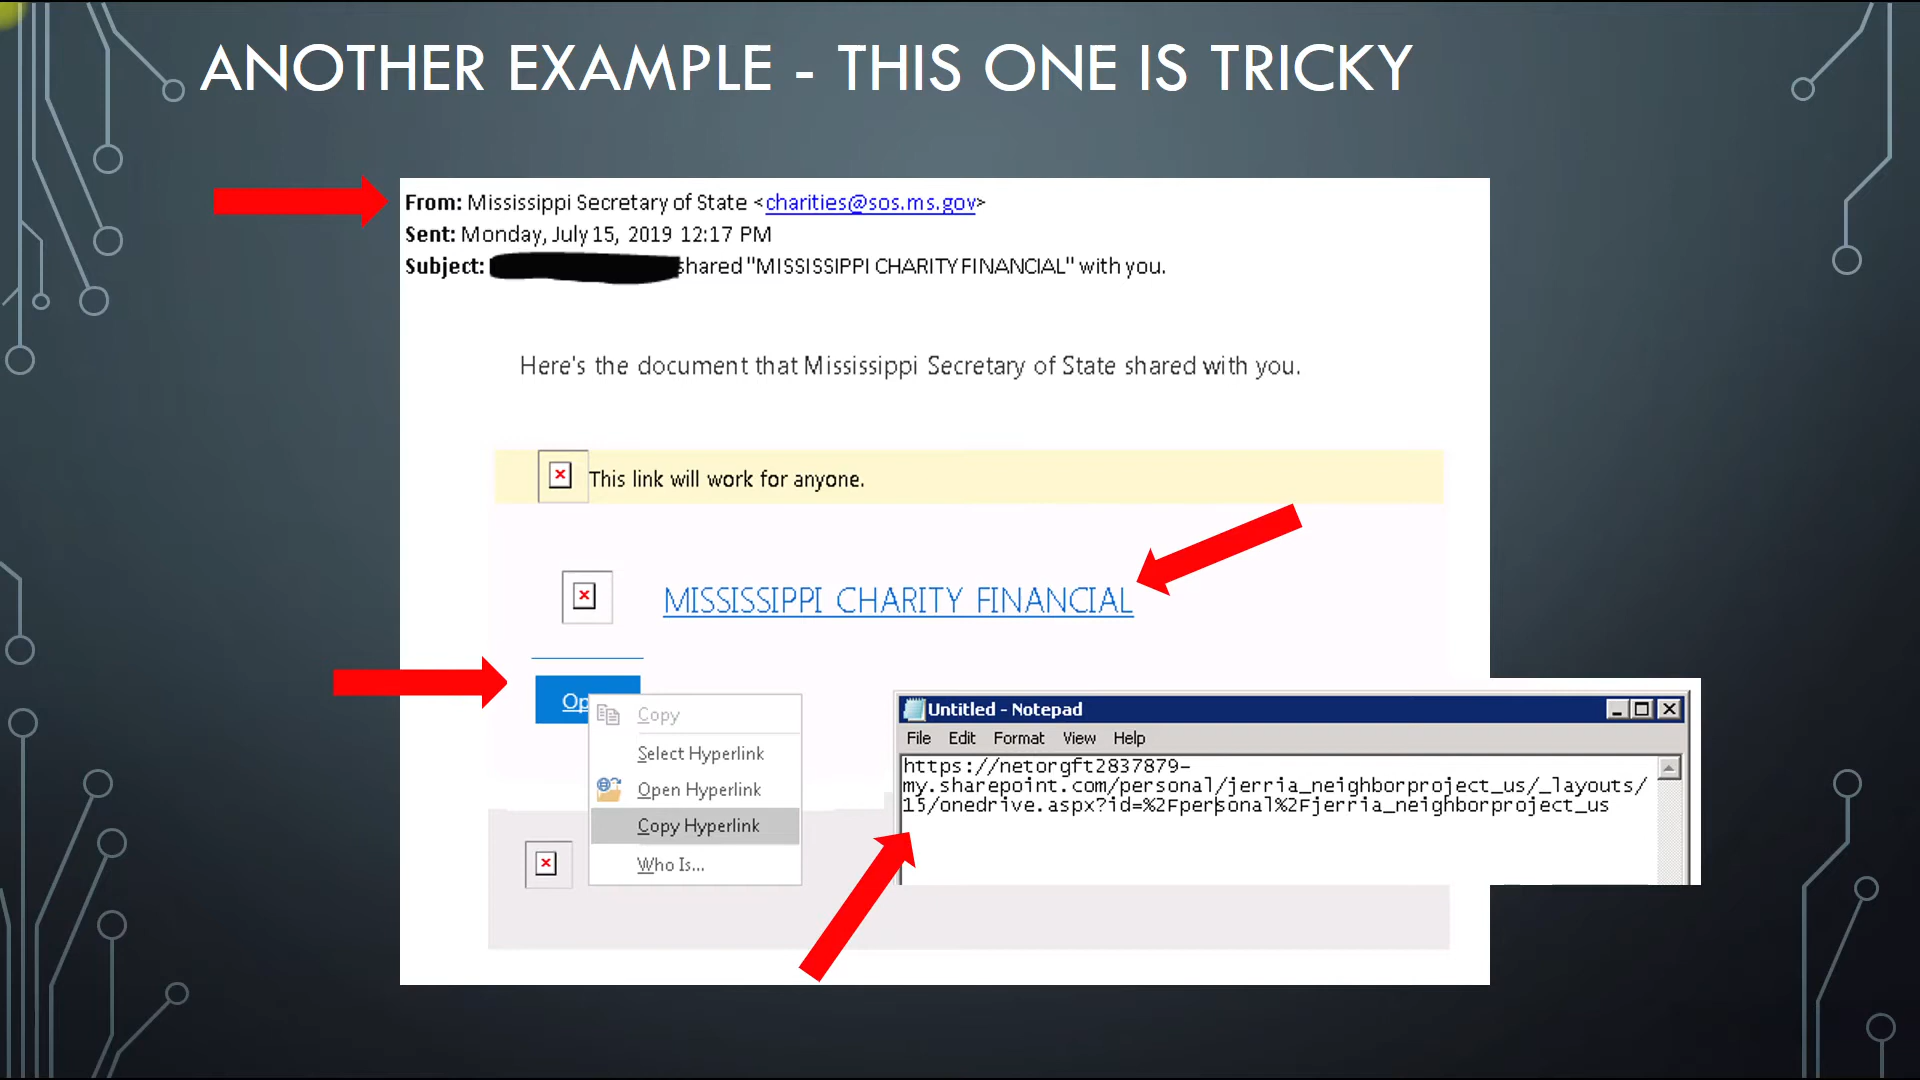 ANOTHER EXAMPLE - THIS ONE IS TRICKY
From: Mississippi Secretary of State <charities@sos.ms.gov>
Sent: Monday, July 15, 2019 12:17 PM
Subject: shared "MISSISSIPPI CHARITY FINANCIAL" with you.
Here's the document that Mississippi Secretary of State shared with you.
This link will work for anyone.
MISSISSIPPI CHARITY FINANCIAL
Op
Copy
Select Hyperlink
Open Hyperlink
Copy Hyperlink
Who Is...
Untitled - Notepad
File Edit Format View Help
https://netorgft2837879-
my.sharepoint.com/personal/jerria_neighborproject_us/_layouts/
15/onedrive.aspx?id=%2Fpersonal%2Fjerria_neighborproject_us